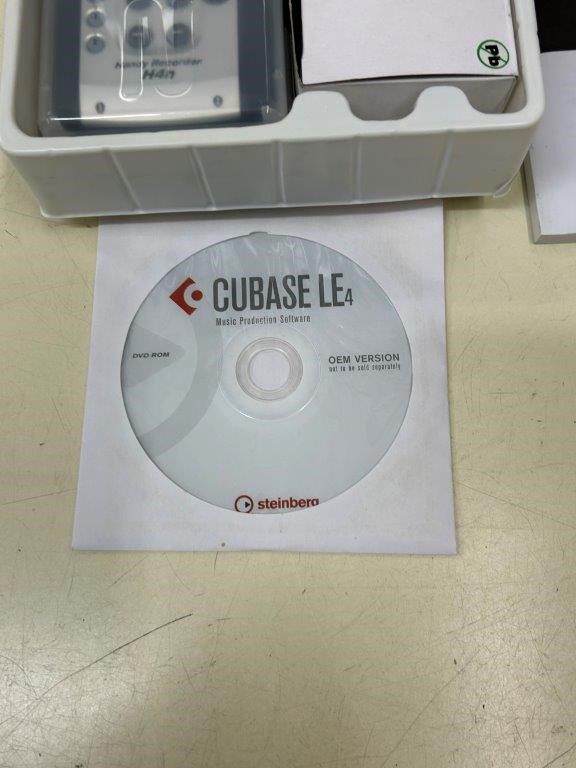 Handy Recorder
H4n
Pb
CUBASE LE4
Music Production Software
DVD ROM
OEM VERSION
not to be sold separately
steinberg